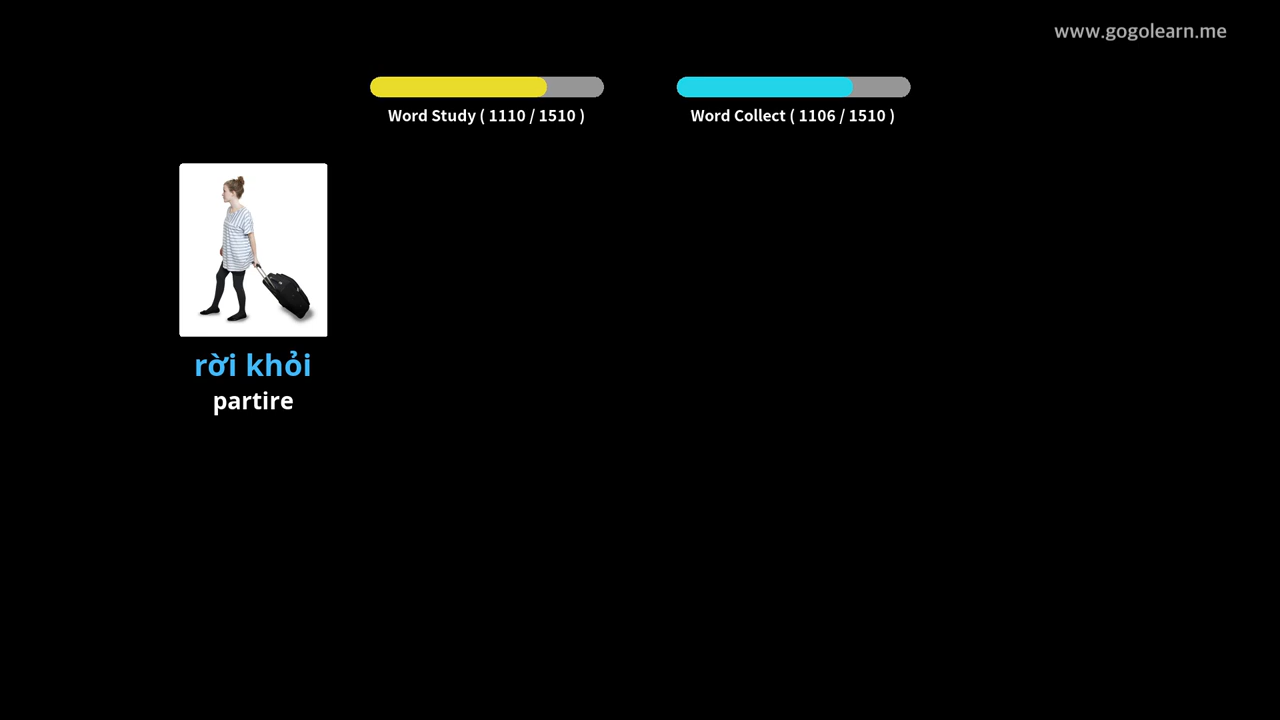 www.gogolearn.me
Word Study ( 1110 / 1510 )
Word Collect ( 1106 / 1510 )
rời khỏi
partire